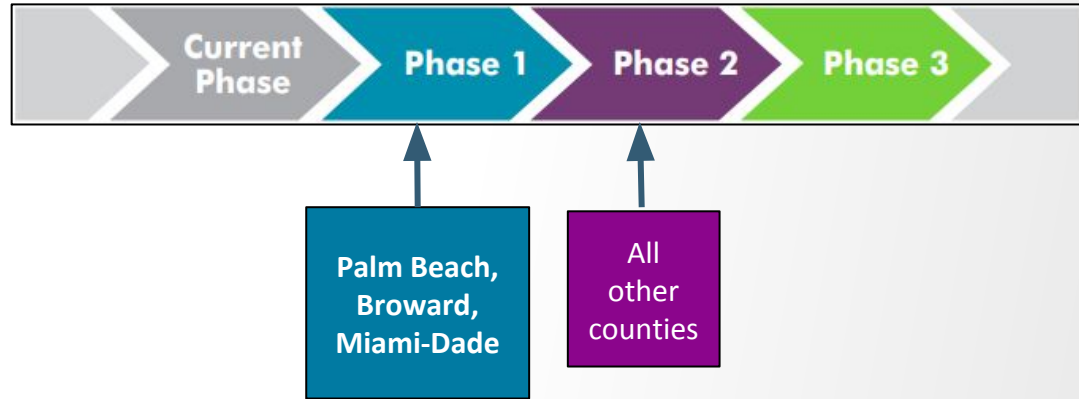 Current
Phase
Phase 1
Phase 2
Phase 3
Palm Beach,
Broward,
Miami-Dade
All
other
counties